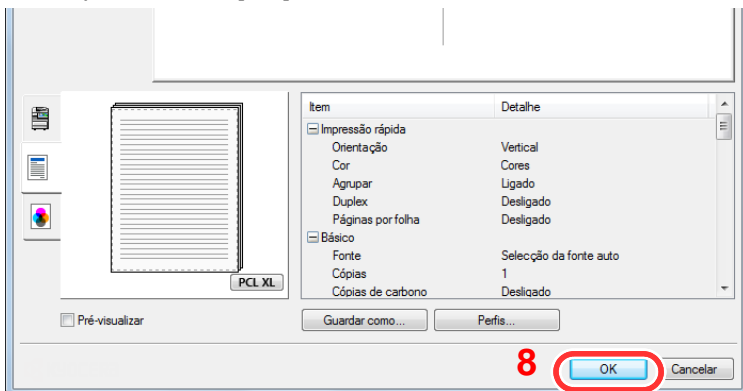 Item Detalhe
Impressão rápida
Orientação Vertical
Cor Cores
Agrupar Ligado
Duplex Desligado
Páginas por folha Desligado
Básico
Fonte Selecção da fonte auto
Cópias 1
Cópias de carbono Desligado
PCL XL
Pré-visualizar Guardar como... Perfis...
8 OK Cancelar